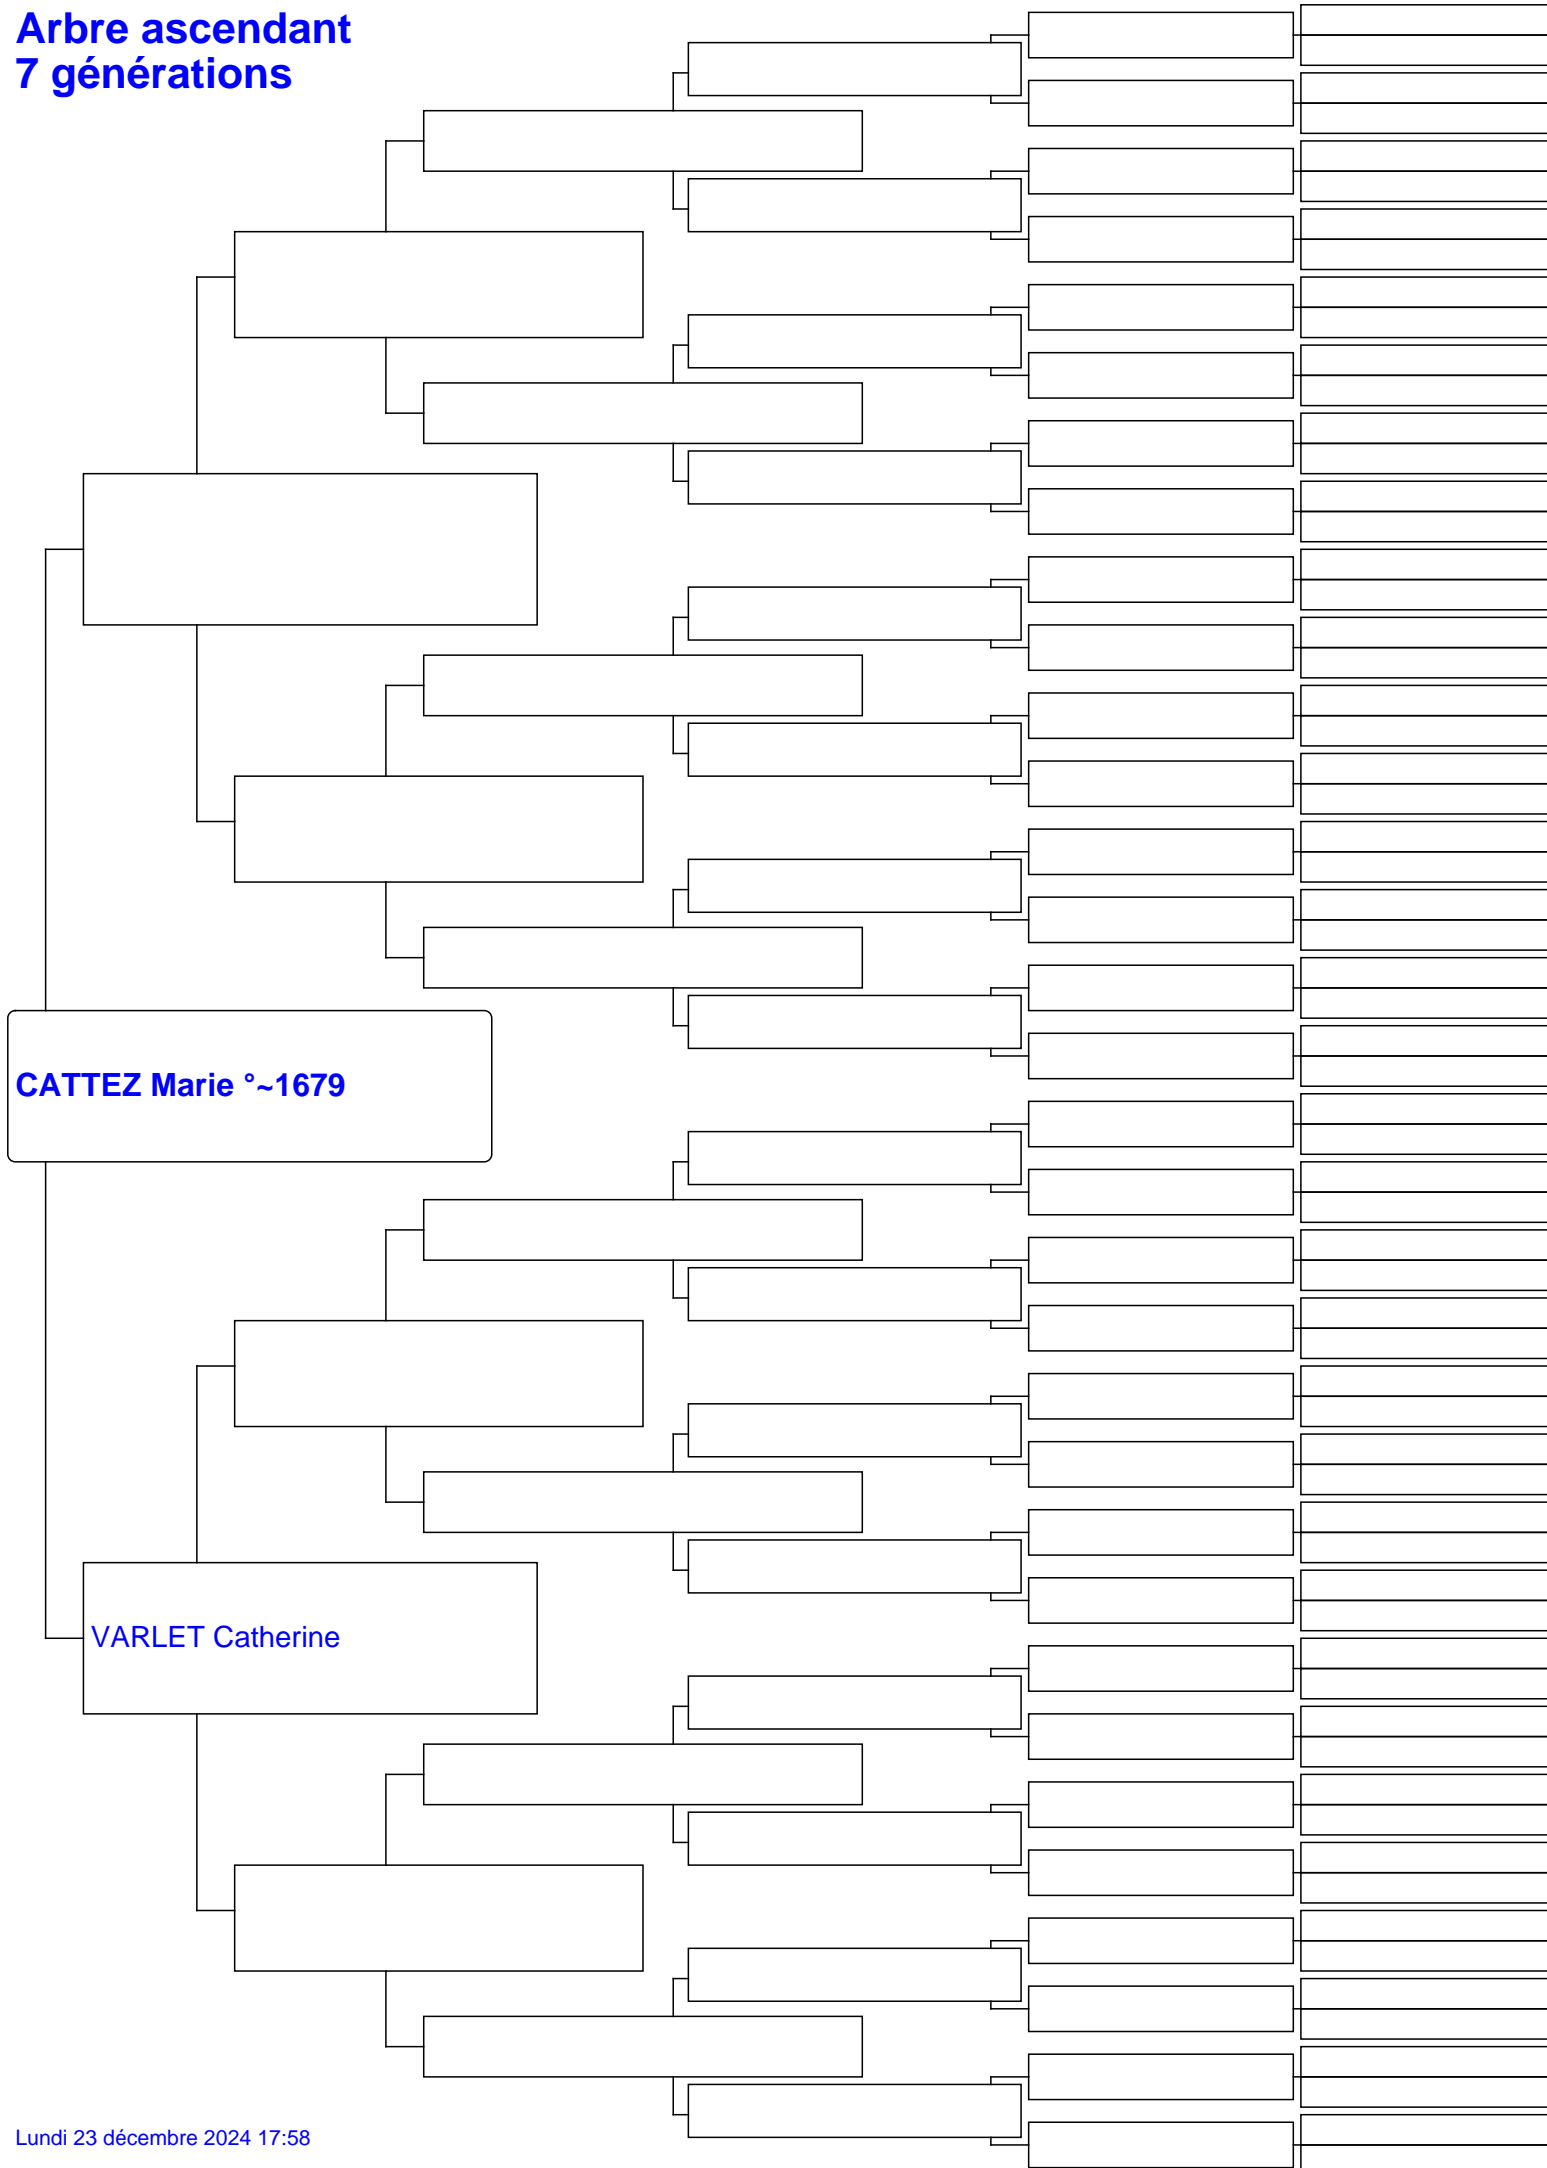 Arbre ascendant
7 générations
CATTEZ Marie °~1679
VARLET Catherine
Lundi 23 décembre 2024 17:58